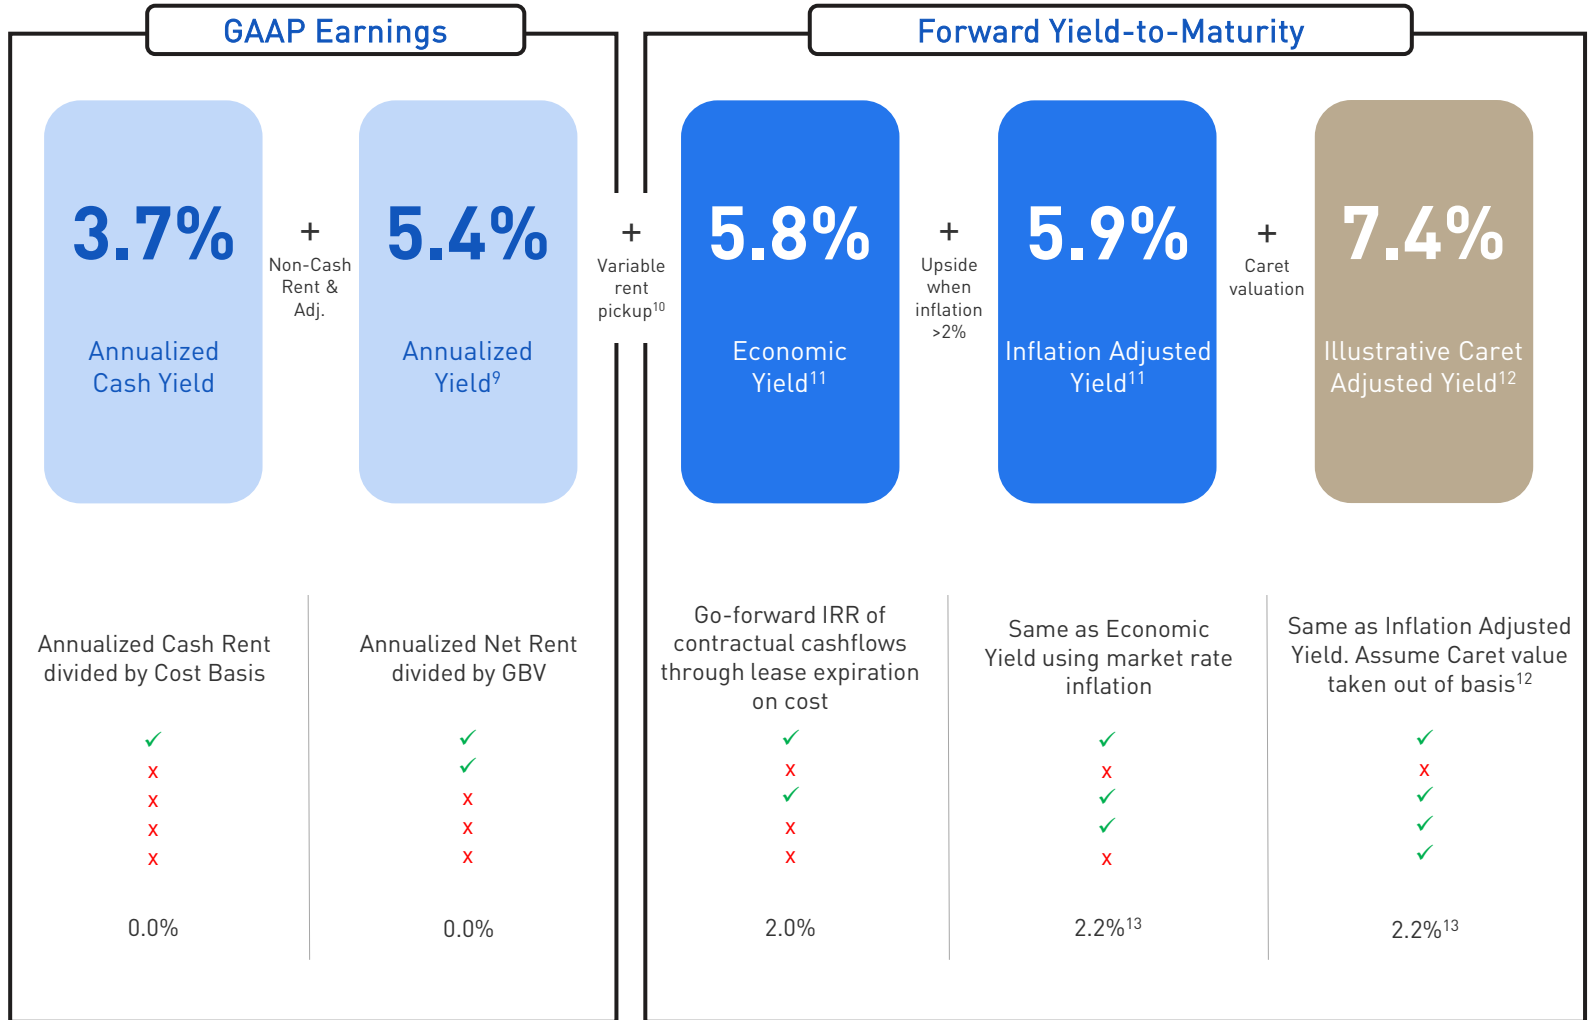 GAAP Earnings
Forward Yield-to-Maturity
3.7%
Annualized
Cash Yield
+
Non-Cash
Rent &
Adj.
5.4%
Annualized
Yield9
+
Variable
rent
pickup10
5.8%
Economic
Yield11
+
Upside
when
inflation
>2%
5.9%
Inflation Adjusted
Yield11
+
Caret
valuation
7.4%
Illustrative Caret
Adjusted Yield12
Annualized Cash Rent
divided by Cost Basis
Annualized Net Rent
divided by GBV
Go-forward IRR of
contractual cashflows
through lease expiration
on cost
Same as Economic
Yield using market rate
inflation
Same as Inflation Adjusted
Yield. Assume Caret value
taken out of basis12
✓ ✓ ✓ ✓ ✓
x ✓ x x x
x x ✓ ✓ ✓
x x x ✓ ✓
x x x x ✓
0.0% 0.0% 2.0% 2.2%13 2.2%13